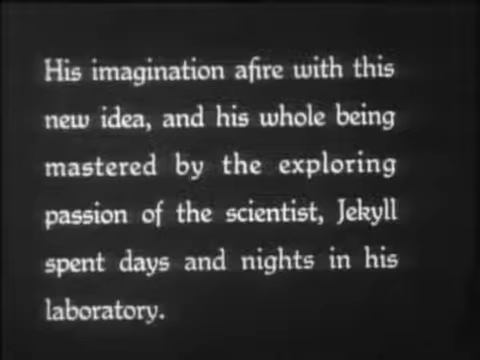 His imagination afire with this
new idea, and his whole being
mastered by the exploring
passion of the scientist, Jekyll
spent days and nights in his
laboratory.